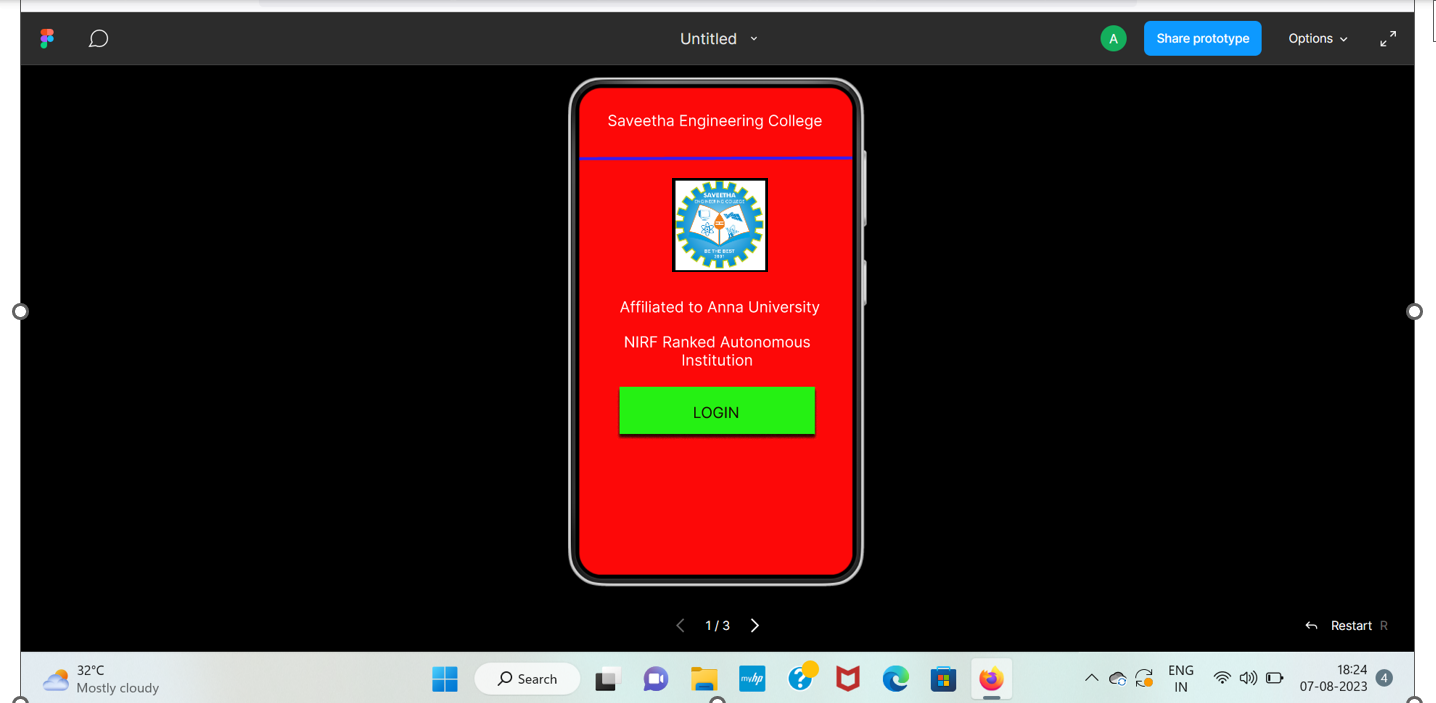 Untitled
A
Share prototype
Options
Saveetha Engineering College
SAVEETHA
ENGINEERING COLLEGE
BE THE BEST
Affiliated to Anna University
NIRF Ranked Autonomous
Institution
LOGIN
1 / 3
Restart R
32°C
Mostly cloudy
Search
myhp
?
ENG
IN
18:24
07-08-2023
4